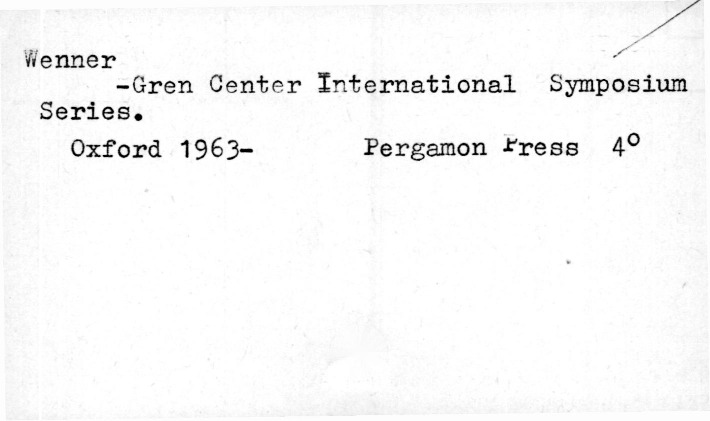 Wenner
-Gren Center International Symposium
Series.
Oxford 1963- Pergamon Press 4°